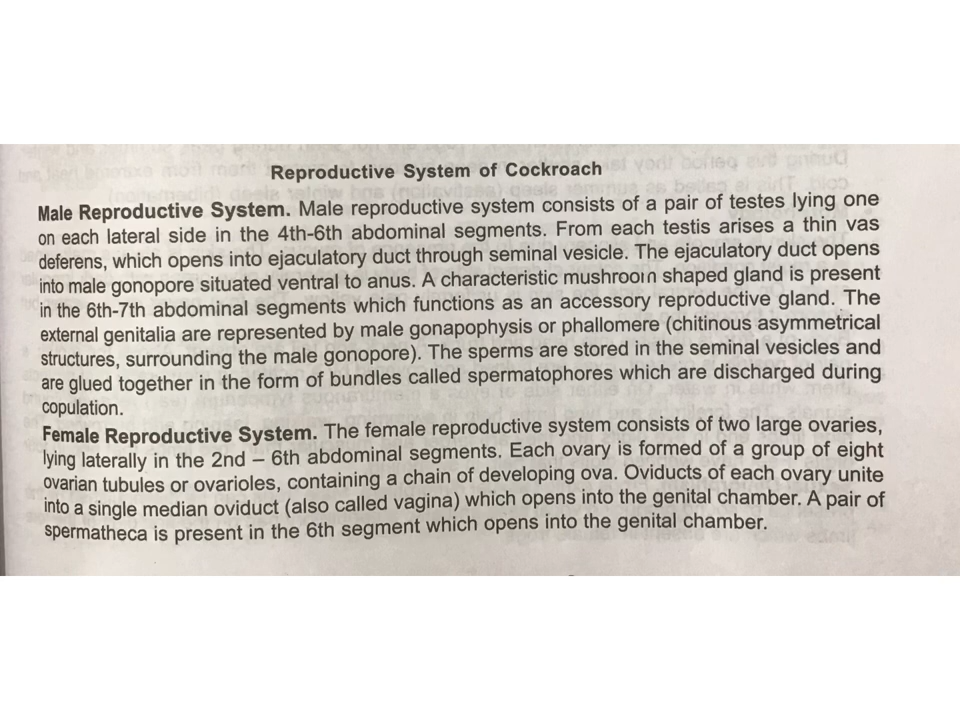 Reproductive System of Cockroach
Male Reproductive System. Male reproductive system consists of a pair of testes lying one
on each lateral side in the 4th-6th abdominal segments. From each testis arises a thin vas
deferens, which opens into ejaculatory duct through seminal vesicle. The ejaculatory duct opens
into male gonopore situated ventral to anus. A characteristic mushroom shaped gland is present
in the 6th-7th abdominal segments which functions as an accessory reproductive gland. The
external genitalia are represented by male gonapophysis or phallomere (chitinous asymmetrical
structures, surrounding the male gonopore). The sperms are stored in the seminal vesicles and
are glued together in the form of bundles called spermatophores which are discharged during
copulation.
Female Reproductive System. The female reproductive system consists of two large ovaries,
lying laterally in the 2nd – 6th abdominal segments. Each ovary is formed of a group of eight
ovarian tubules or ovarioles, containing a chain of developing ova. Oviducts of each ovary unite
into a single median oviduct (also called vagina) which opens into the genital chamber. A pair of
spermatheca is present in the 6th segment which opens into the genital chamber.